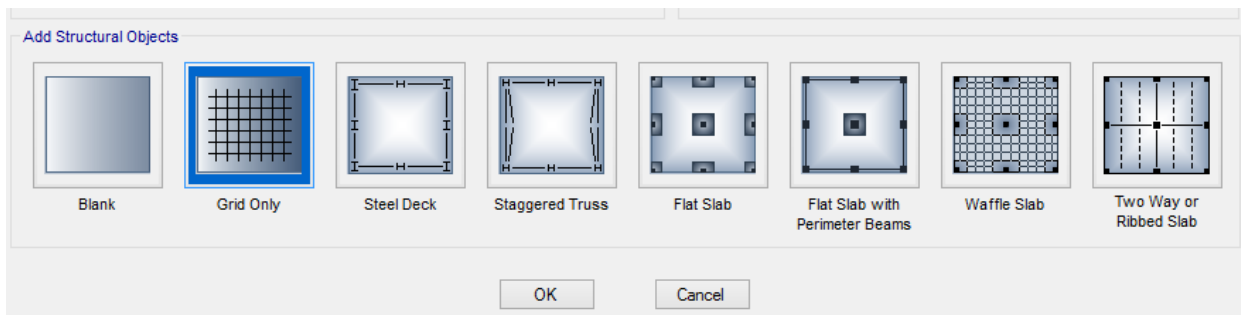 Add Structural Objects
Blank
Grid Only
Steel Deck
Staggered Truss
Flat Slab
Flat Slab with
Perimeter Beams
Waffle Slab
Two Way or
Ribbed Slab
OK
Cancel